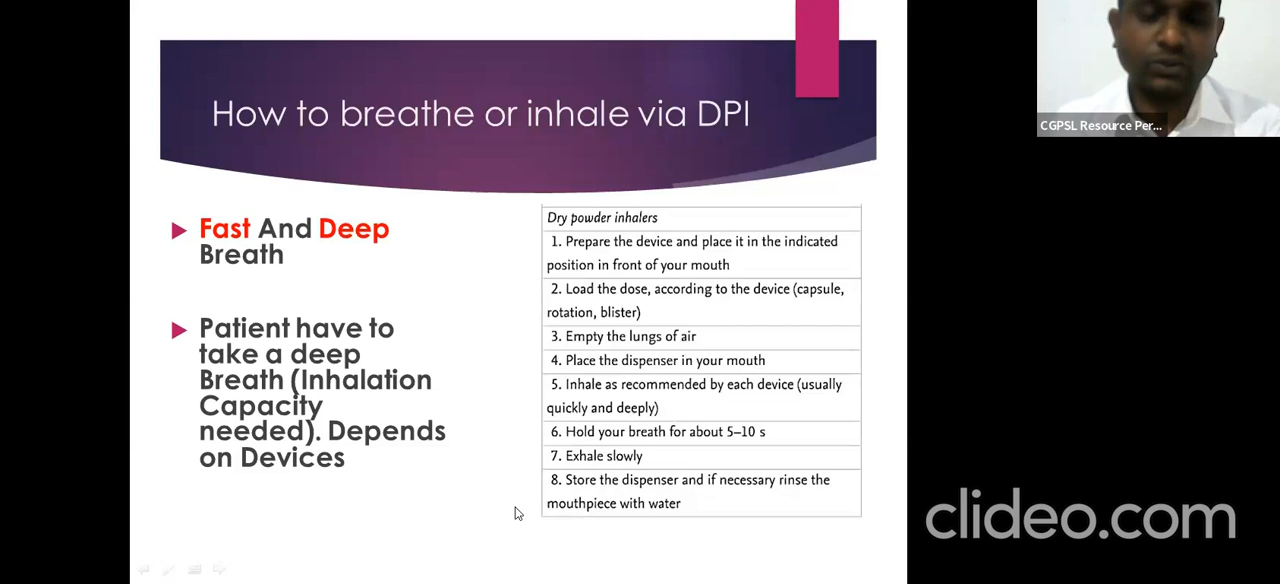 How to breathe or inhale via DPI
Fast And Deep
Breath
Patient have to
take a deep
Breath (Inhalation
Capacity
needed). Depends
on Devices
Dry powder inhalers
1. Prepare the device and place it in the indicated
position in front of your mouth
2. Load the dose, according to the device (capsule,
rotation, blister)
3. Empty the lungs of air
4. Place the dispenser in your mouth
5. Inhale as recommended by each device (usually
quickly and deeply)
6. Hold your breath for about 5–10 s
7. Exhale slowly
8. Store the dispenser and if necessary rinse the
mouthpiece with water
CGPSL Resource Per...
clideo.com